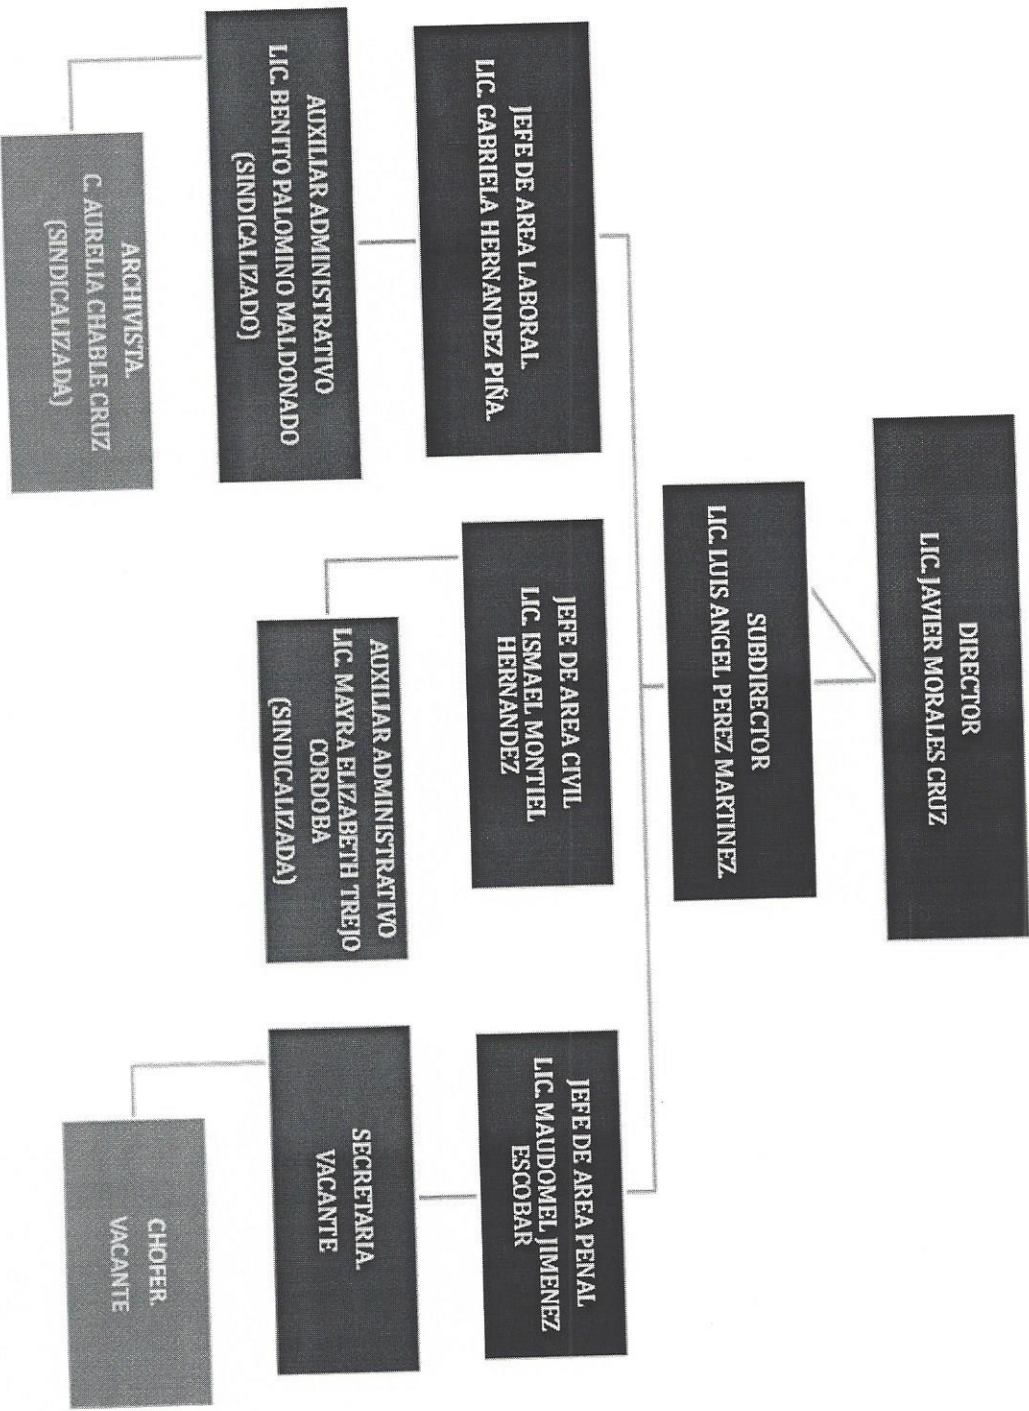 DIRECTOR
LIC. JAVIER MORALES CRUZ
SUBDIRECTOR
LIC. LUIS ANGEL PEREZ MARTINEZ.
JEFE DE AREA LABORAL.
LIC. GABRIELA HERNANDEZ PIÑA.
AUXILIAR ADMINISTRATIVO
LIC. BENITO PALOMINO MALDONADO
(SINDICALIZADO)
ARCHIVISTA.
C. AURELIA CHABLE CRUZ
(SINDICALIZADA)
JEFE DE AREA CIVIL
LIC. ISMAEL MONTIEL
HERNANDEZ
AUXILIAR ADMINISTRATIVO
LIC. MAYRA ELIZABETH TREJO
CORDOBA
(SINDICALIZADA)
JEFE DE AREA PENAL
LIC. MAUDOMEL JIMENEZ
ESCOBAR
SECRETARIA.
VACANTE
CHOFER.
VACANTE